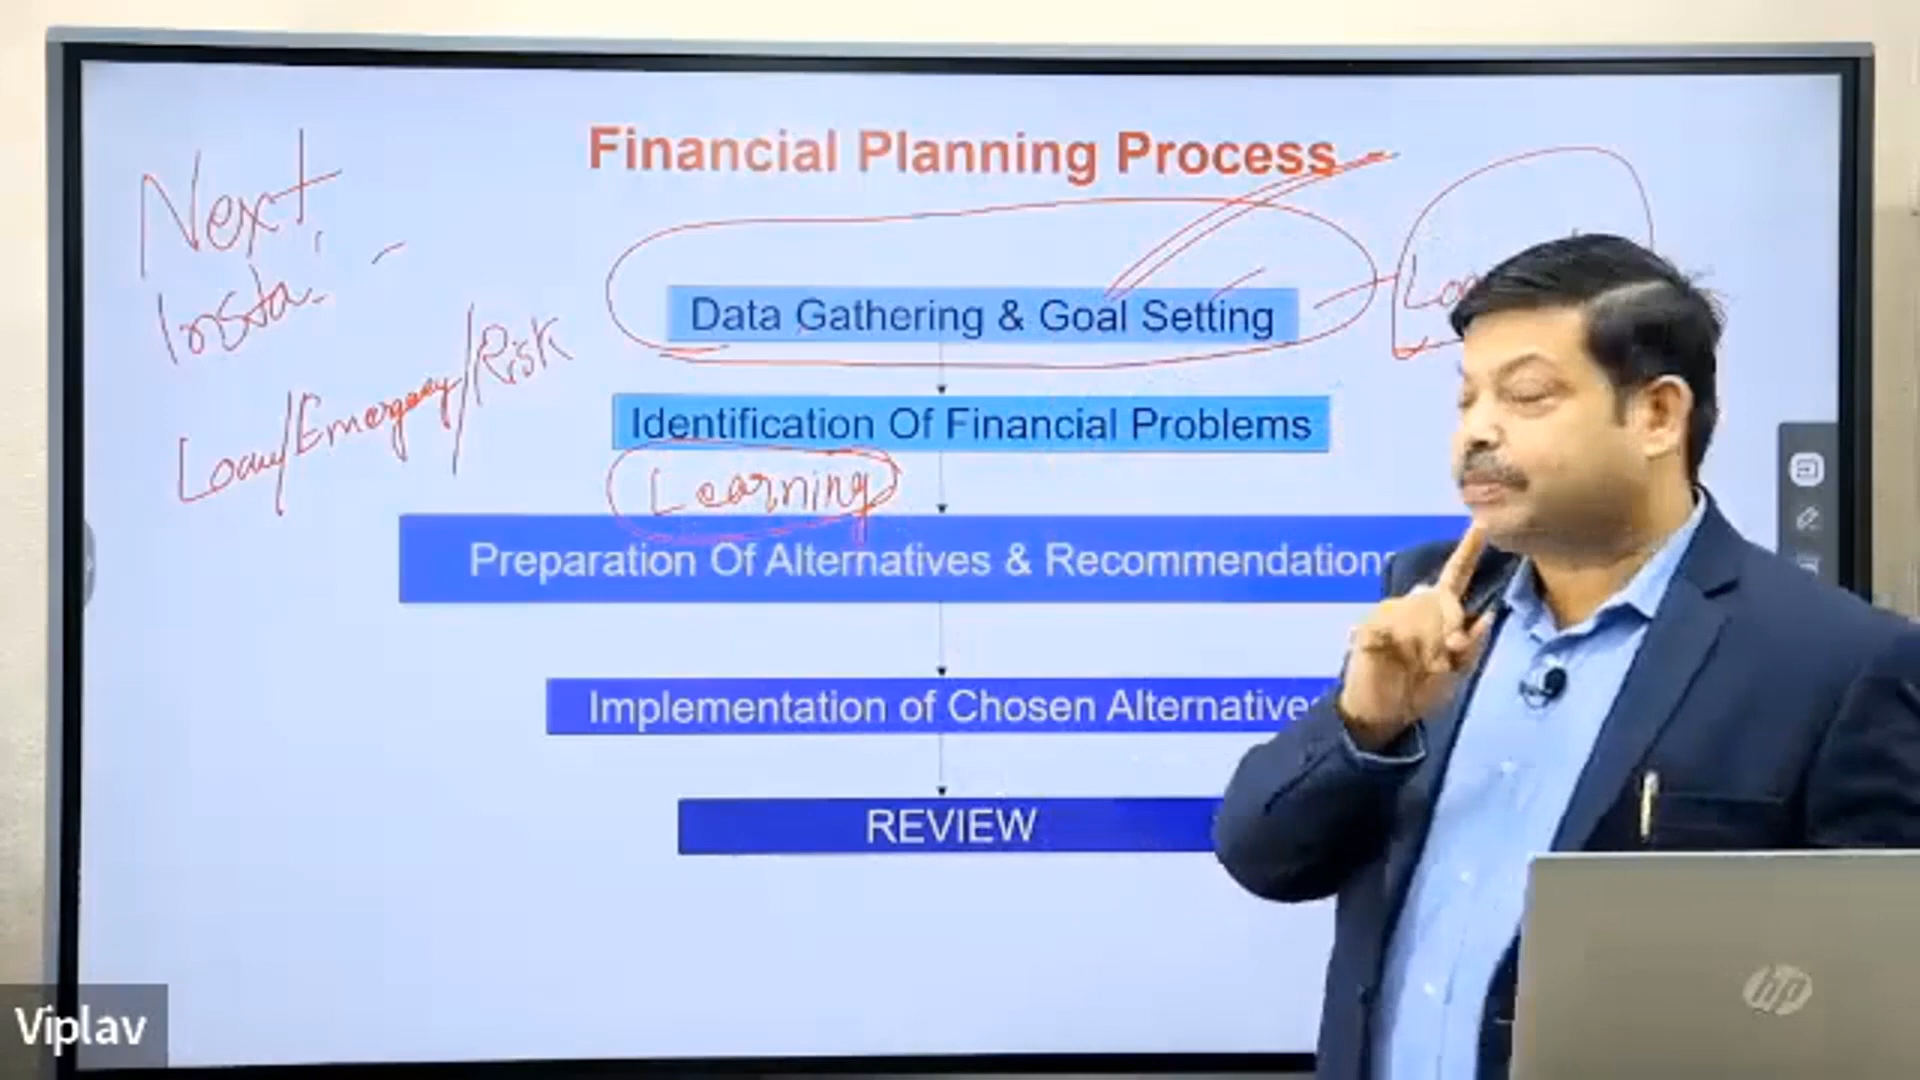 Financial Planning Process
Next
Insta
Loan/Emergency/Risk
Data Gathering & Goal Setting
Identification Of Financial Problems
Learning
Preparation Of Alternatives & Recommendations
Implementation of Chosen Alternatives
REVIEW
Viplav
hp